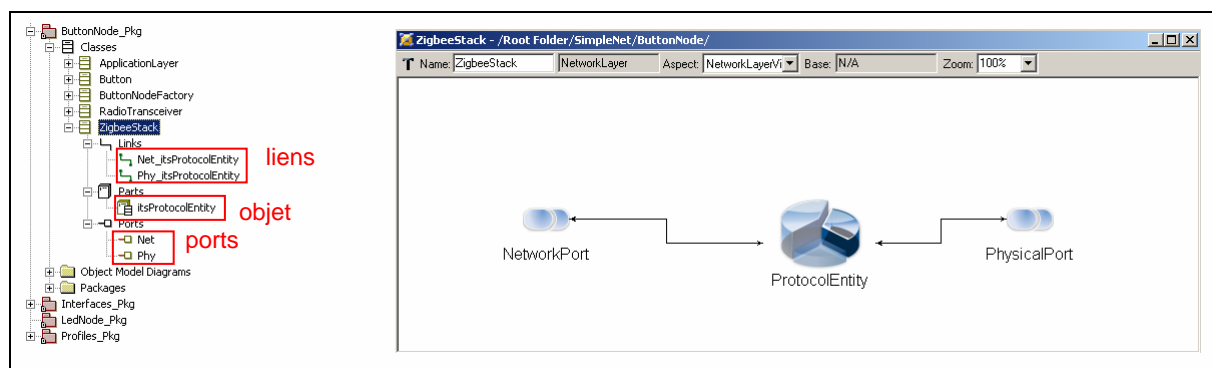 ButtonNode_Pkg
Classes
ApplicationLayer
Button
ButtonNodeFactory
RadioTransceiver
ZigbeeStack
Links
Net_itsProtocolEntity
Phy_itsProtocolEntity
liens
Parts
itsProtocolEntity
objet
Ports
ports
Net
Phy
Object Model Diagrams
Packages
Interfaces_Pkg
LedNode_Pkg
Profiles_Pkg
ZigbeeStack - /Root Folder/SimpleNet/ButtonNode/
Name: ZigbeeStack NetworkLayer Aspect: NetworkLayerVi Base: N/A Zoom: 100%
NetworkPort
ProtocolEntity
PhysicalPort